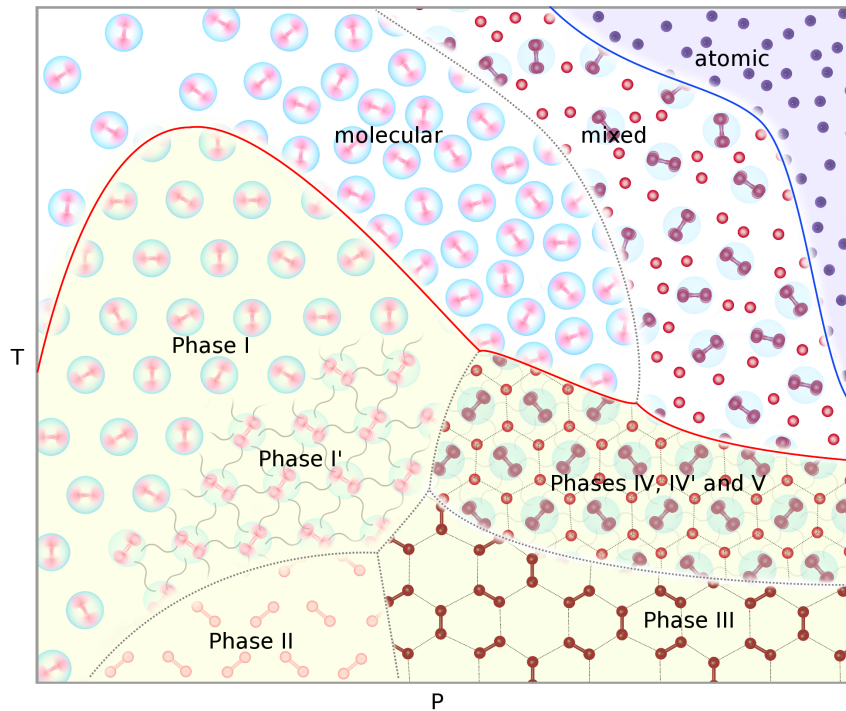 atomic
molecular
mixed
Phase I
T
Phase I'
Phases IV, IV' and V
Phase III
Phase II
P